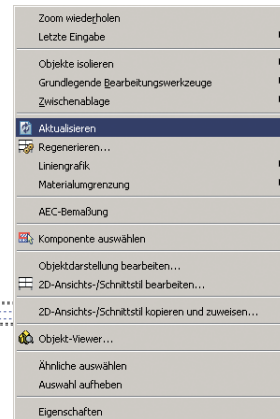 Zoom wiederholen
Letzte Eingabe
Objekte isolieren
Grundlegende Bearbeitungswerkzeuge
Zwischenablage
Aktualisieren
Regenerieren...
Liniengrafik
Materialumgrenzung
AEC-Bemaßung
Komponente auswählen
Objektdarstellung bearbeiten...
2D-Ansichts-/Schnittstil bearbeiten...
2D-Ansichts-/Schnittstil kopieren und zuweisen...
Objekt-Viewer...
Ähnliche auswählen
Auswahl aufheben
Eigenschaften